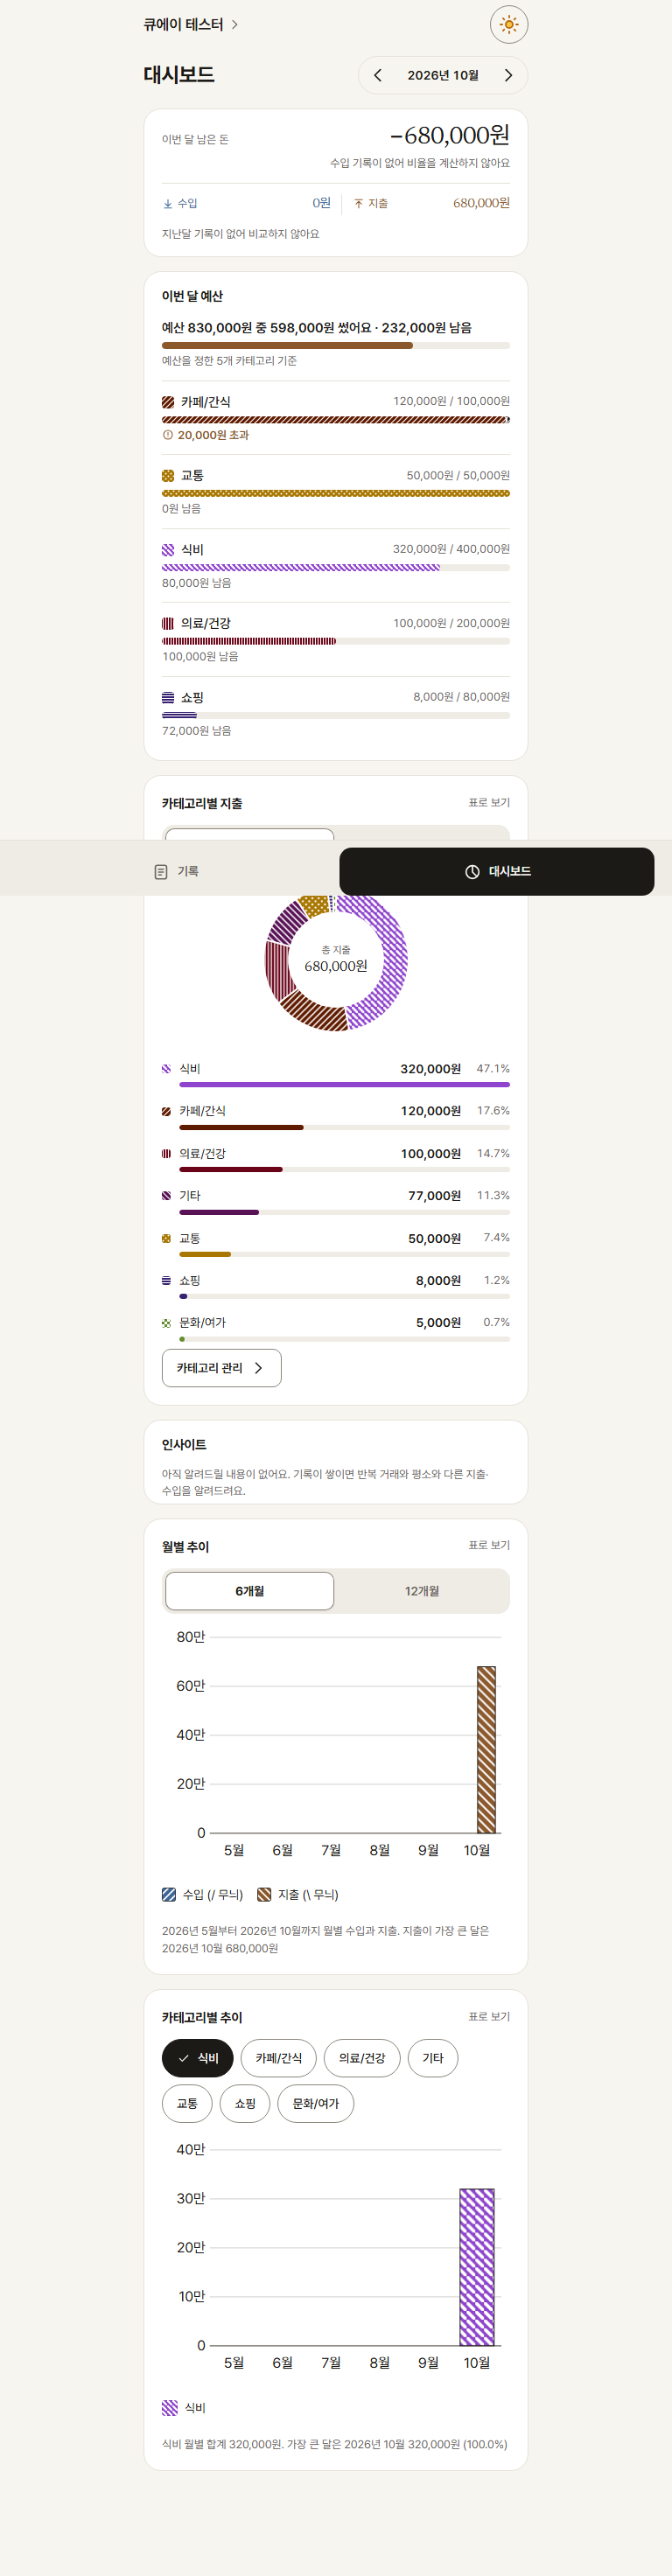 큐에이 테스터
대시보드
2026년 10월
이번 달 남은 돈
−680,000원
수입 기록이 없어 비율을 계산하지 않아요
수입
0원
지출
680,000원
지난달 기록이 없어 비교하지 않아요
이번 달 예산
예산 830,000원 중 598,000원 썼어요 · 232,000원 남음
예산을 정한 5개 카테고리 기준
카페/간식
120,000원 / 100,000원
20,000원 초과
교통
50,000원 / 50,000원
0원 남음
식비
320,000원 / 400,000원
80,000원 남음
의료/건강
100,000원 / 200,000원
100,000원 남음
쇼핑
8,000원 / 80,000원
72,000원 남음
카테고리별 지출
표로 보기
기록
대시보드
총 지출
680,000원
식비 320,000원 47.1%
카페/간식 120,000원 17.6%
의료/건강 100,000원 14.7%
기타 77,000원 11.3%
교통 50,000원 7.4%
쇼핑 8,000원 1.2%
문화/여가 5,000원 0.7%
카테고리 관리
인사이트
아직 알려드릴 내용이 없어요. 기록이 쌓이면 반복 거래와 평소와 다른 지출·
수입을 알려드려요.
월별 추이
표로 보기
6개월
12개월
80만
60만
40만
20만
0
5월 6월 7월 8월 9월 10월
수입 (/ 무늬) 지출 (\ 무늬)
2026년 5월부터 2026년 10월까지 월별 수입과 지출. 지출이 가장 큰 달은
2026년 10월 680,000원
카테고리별 추이
표로 보기
식비 카페/간식 의료/건강 기타
교통 쇼핑 문화/여가
40만
30만
20만
10만
0
5월 6월 7월 8월 9월 10월
식비
식비 월별 합계 320,000원. 가장 큰 달은 2026년 10월 320,000원 (100.0%)